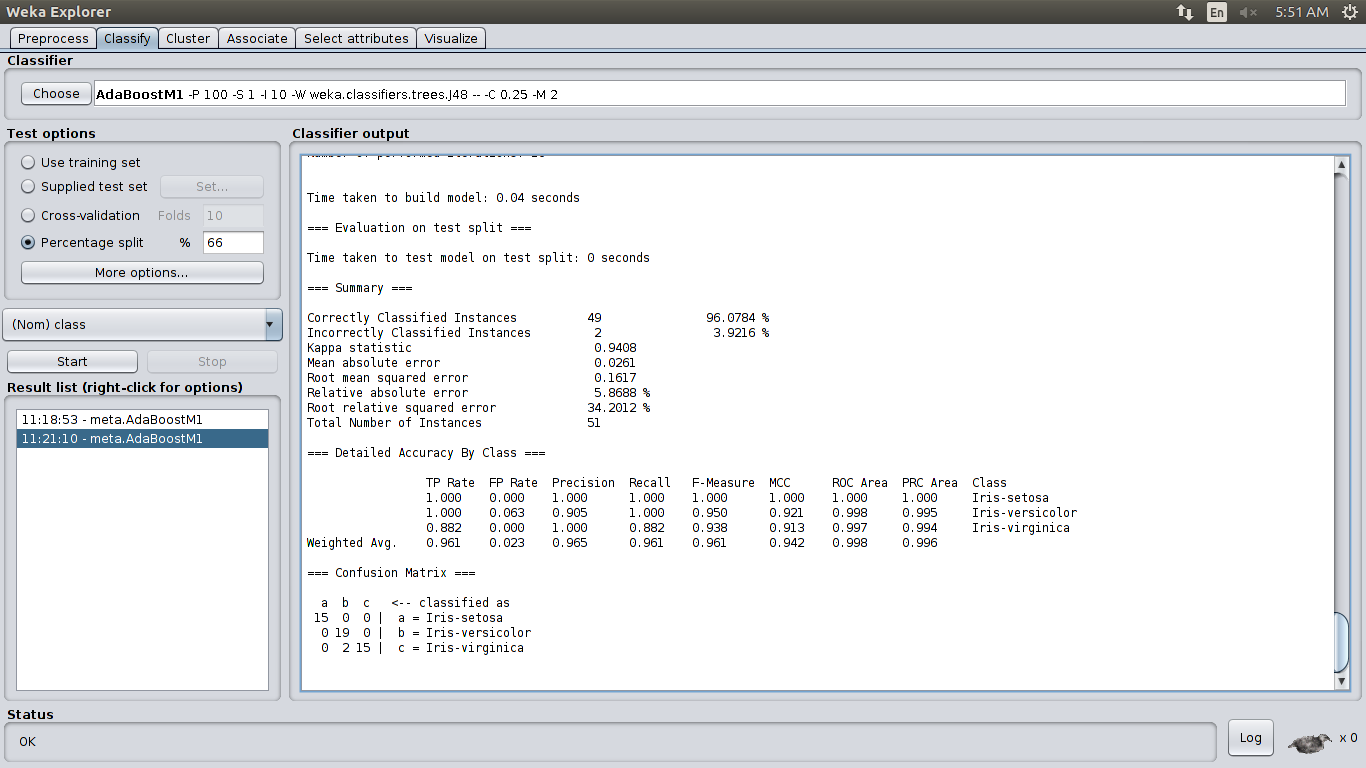 Weka Explorer
En 5:51 AM
Preprocess Classify Cluster Associate Select attributes Visualize
Classifier
Choose AdaBoostM1 -P 100 -S 1 -I 10 -W weka.classifiers.trees.J48 -- -C 0.25 -M 2
Test options
Use training set
Supplied test set Set...
Cross-validation Folds 10
Percentage split % 66
More options...
(Nom) class
Start Stop
Result list (right-click for options)
11:18:53 - meta.AdaBoostM1
11:21:10 - meta.AdaBoostM1
Classifier output
Time taken to build model: 0.04 seconds
=== Evaluation on test split ===
Time taken to test model on test split: 0 seconds
=== Summary ===
Correctly Classified Instances 49 96.0784 %
Incorrectly Classified Instances 2 3.9216 %
Kappa statistic 0.9408
Mean absolute error 0.0261
Root mean squared error 0.1617
Relative absolute error 5.8688 %
Root relative squared error 34.2012 %
Total Number of Instances 51
=== Detailed Accuracy By Class ===
TP Rate FP Rate Precision Recall F-Measure MCC ROC Area PRC Area Class
1.000 0.000 1.000 1.000 1.000 1.000 1.000 1.000 Iris-setosa
1.000 0.063 0.905 1.000 0.950 0.921 0.998 0.995 Iris-versicolor
0.882 0.000 1.000 0.882 0.938 0.913 0.997 0.994 Iris-virginica
Weighted Avg. 0.961 0.023 0.965 0.961 0.961 0.942 0.998 0.996
=== Confusion Matrix ===
a b c <-- classified as
15 0 0 | a = Iris-setosa
0 19 0 | b = Iris-versicolor
0 2 15 | c = Iris-virginica
Status
OK
Log
x 0